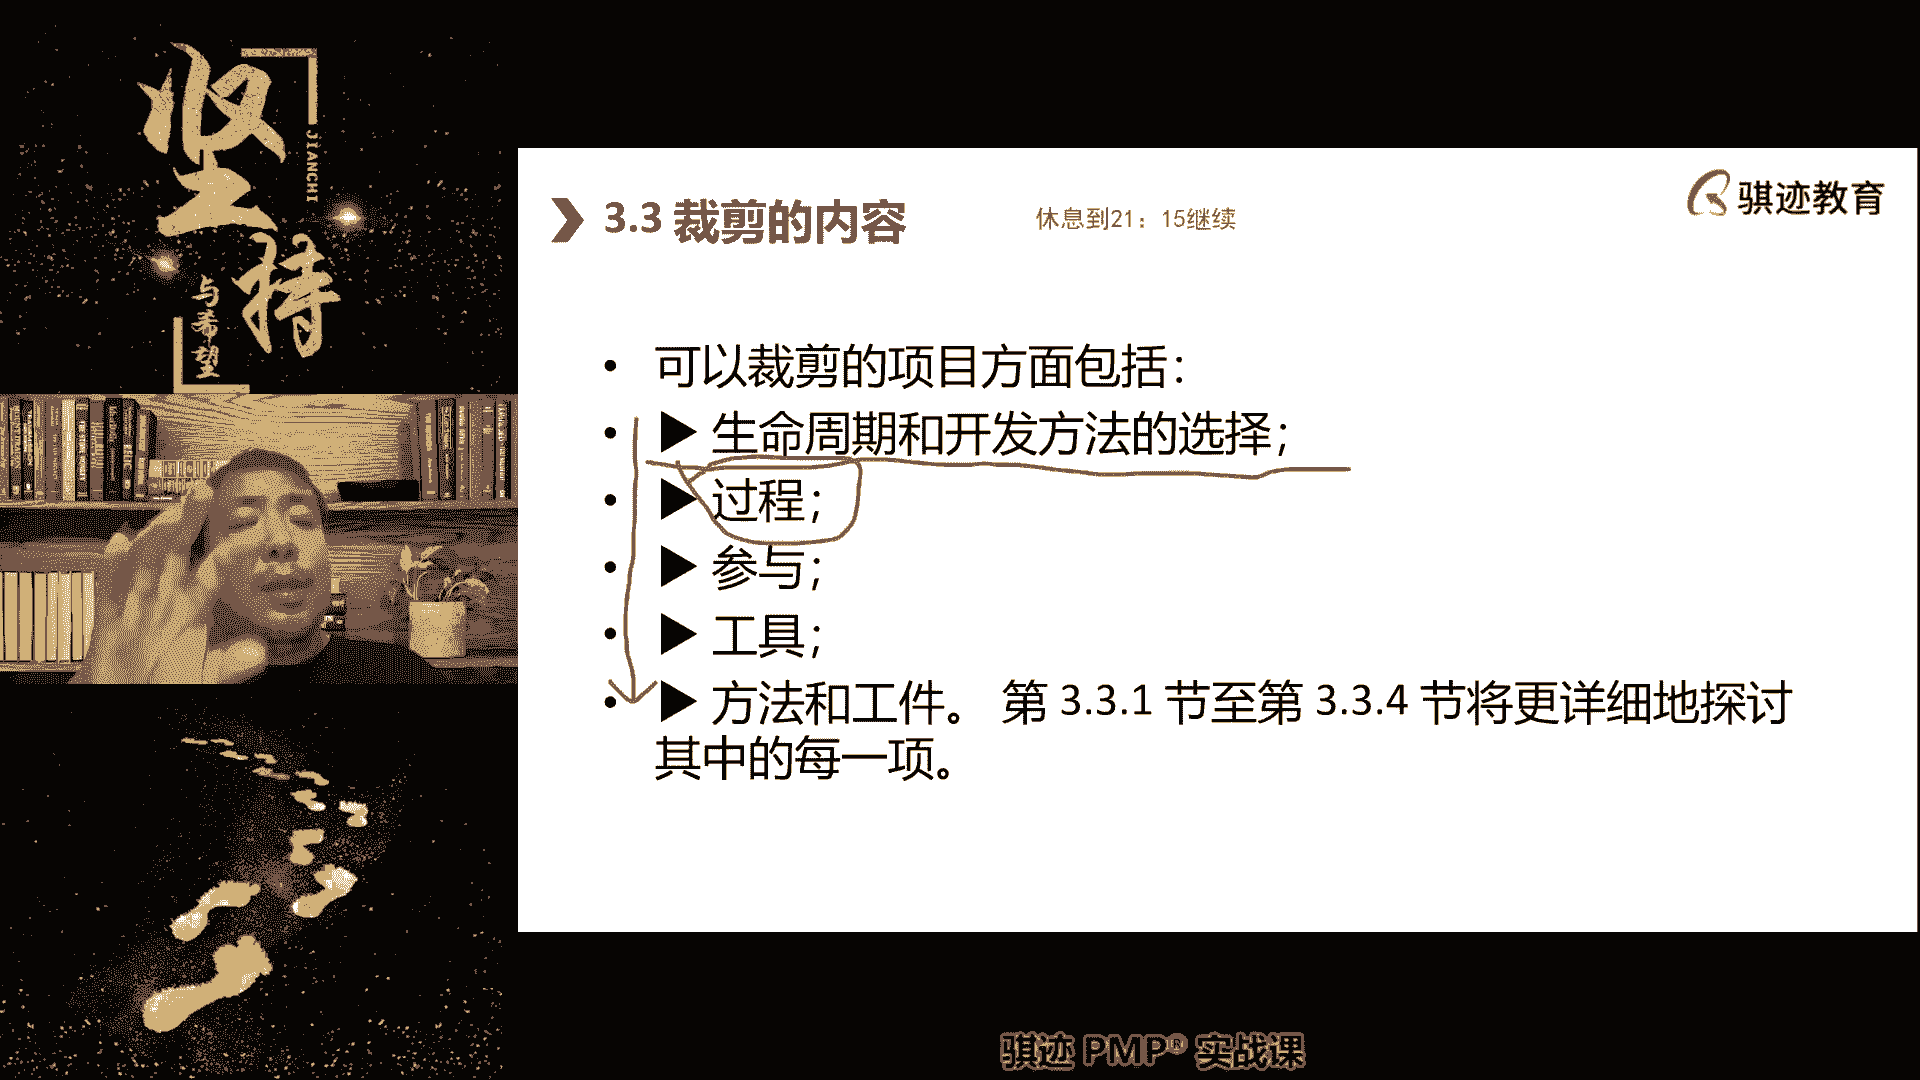 坚持
JIANCHI
与希望
3.3 裁剪的内容
休息到21：15继续
骐迹教育
• 可以裁剪的项目方面包括：
• ▶ 生命周期和开发方法的选择；
• ▶ 过程；
• ▶ 参与；
• ▶ 工具；
• ▶ 方法和工件。 第 3.3.1 节至第 3.3.4 节将更详细地探讨
其中的每一项。
骐迹 PMP® 实战课